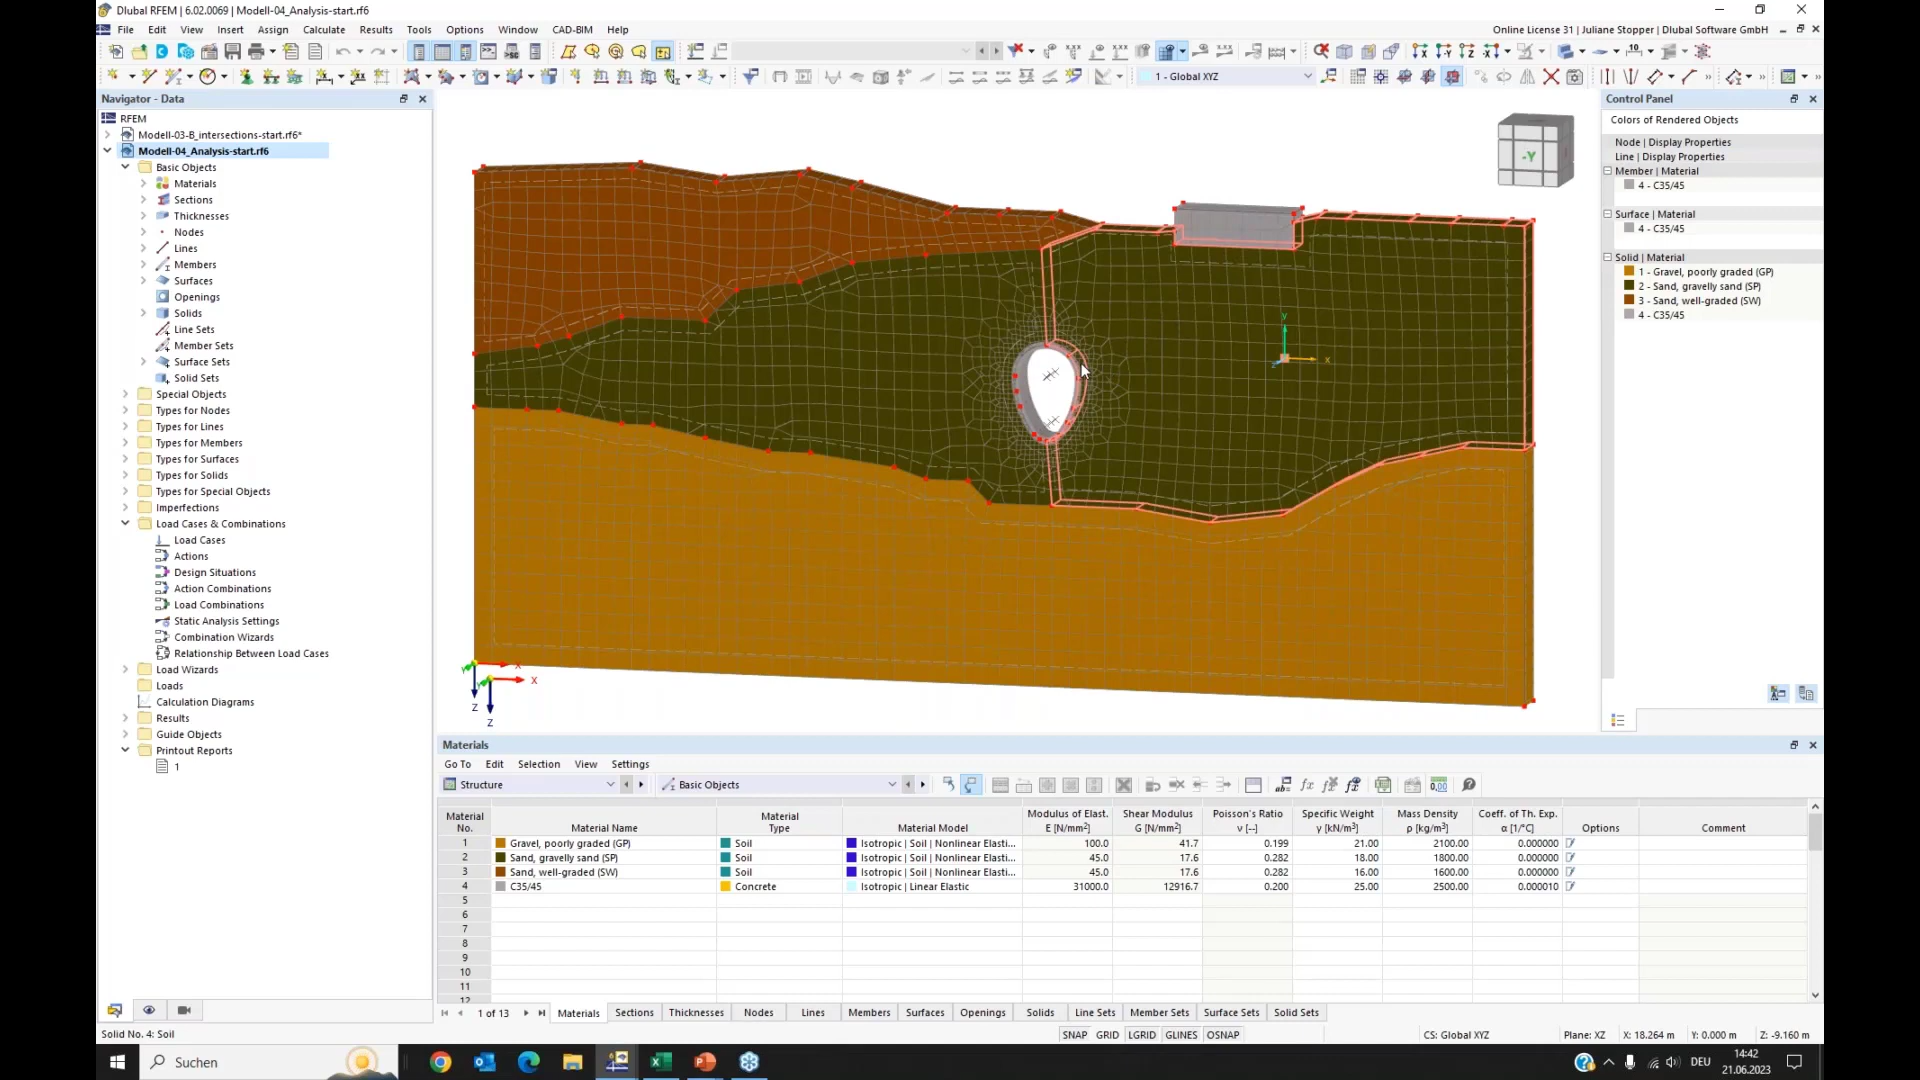 Dlubal RFEM | 6.02.0069 | Modell-04_Analysis-start.rf6
File Edit View Insert Assign Calculate Results Tools Options Window CAD-BIM Help
Online License 31 | Juliane Stopper | Dlubal Software GmbH
1 - Global XYZ
Navigator - Data
RFEM
Modell-03-B_intersections-start.rf6*
Modell-04_Analysis-start.rf6
Basic Objects
Materials
Sections
Thicknesses
Nodes
Lines
Members
Surfaces
Openings
Solids
Line Sets
Member Sets
Surface Sets
Solid Sets
Special Objects
Types for Nodes
Types for Lines
Types for Members
Types for Surfaces
Types for Solids
Types for Special Objects
Imperfections
Load Cases & Combinations
Load Cases
Actions
Design Situations
Action Combinations
Load Combinations
Static Analysis Settings
Combination Wizards
Relationship Between Load Cases
Load Wizards
Loads
Calculation Diagrams
Results
Guide Objects
Printout Reports
1
-Y
Y
X
Z
X
Z
X
Z
Control Panel
Colors of Rendered Objects
Node | Display Properties
Line | Display Properties
Member | Material
4 - C35/45
Surface | Material
4 - C35/45
Solid | Material
1 - Gravel, poorly graded (GP)
2 - Sand, gravelly sand (SP)
3 - Sand, well-graded (SW)
4 - C35/45
Materials
Go To Edit Selection View Settings
Structure Basic Objects
Material No. Material Name Material Type Material Model Modulus of Elast. E [N/mm²] Shear Modulus G [N/mm²] Poisson's Ratio ν [--] Specific Weight γ [kN/m³] Mass Density ρ [kg/m³] Coeff. of Th. Exp. α [1/°C] Options Comment
1 Gravel, poorly graded (GP) Soil Isotropic | Soil | Nonlinear Elasti... 100.0 41.7 0.199 21.00 2100.00 0.000000
2 Sand, gravelly sand (SP) Soil Isotropic | Soil | Nonlinear Elasti... 45.0 17.6 0.282 18.00 1800.00 0.000000
3 Sand, well-graded (SW) Soil Isotropic | Soil | Nonlinear Elasti... 45.0 17.6 0.282 16.00 1600.00 0.000000
4 C35/45 Concrete Isotropic | Linear Elastic 31000.0 12916.7 0.200 25.00 2500.00 0.000010
5
6
7
8
9
10
11
12
1 of 13 Materials Sections Thicknesses Nodes Lines Members Surfaces Openings Solids Line Sets Member Sets Surface Sets Solid Sets
Solid No. 4: Soil SNAP GRID LGRID GLINES OSNAP CS: Global XYZ Plane: XZ X: 18.264 m Y: 0.000 m Z: -9.160 m
Suchen
DEU
14:42
21.06.2023